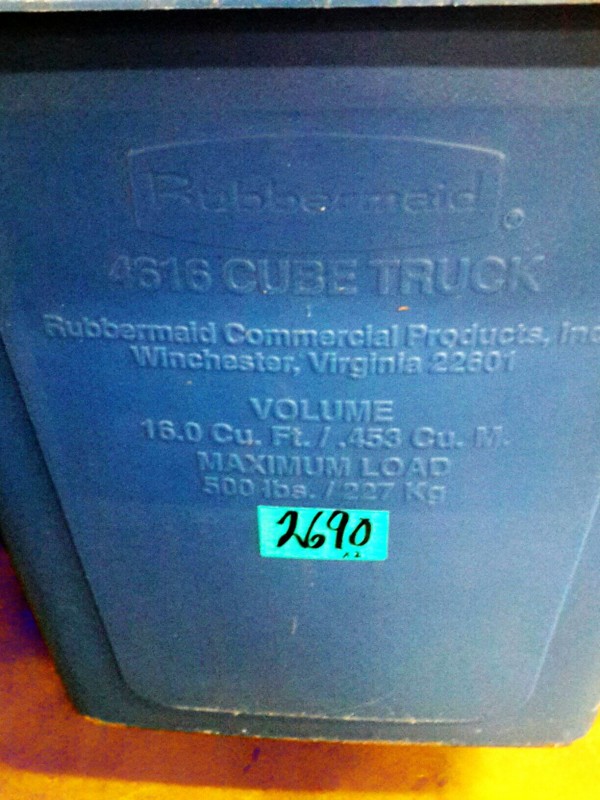 Rubbermaid ®
4616 CUBE TRUCK
Rubbermaid Commercial Products, Inc
Winchester, Virginia 22601
VOLUME
16.0 Cu. Ft. / .453 Cu. M.
MAXIMUM LOAD
500 lbs. / 227 Kg
2690